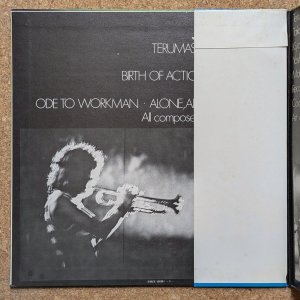 TERUMAS
BIRTH OF ACTIO
ODE TO WORKMAN · ALONE, AL
All compose